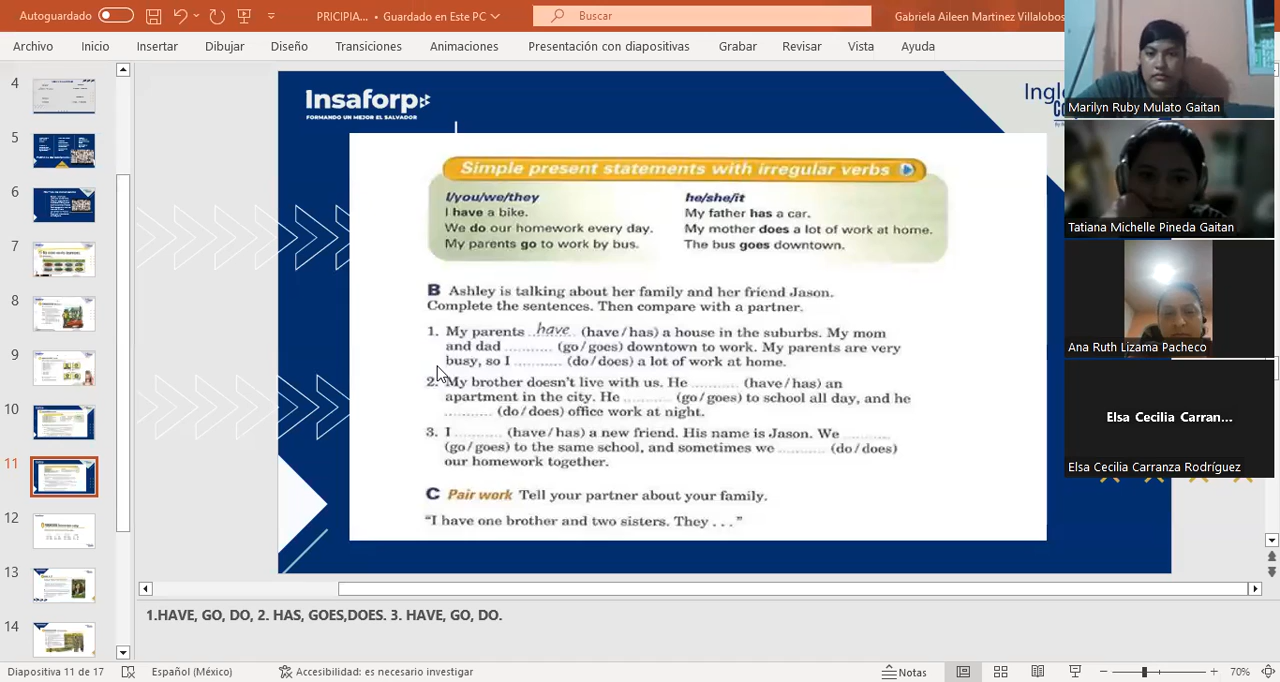 Autoguardado
PRICIPIA... • Guardado en Este PC
Buscar
Gabriela Aileen Martinez Villalobos
Archivo Inicio Insertar Dibujar Diseño Transiciones Animaciones Presentación con diapositivas Grabar Revisar Vista Ayuda
4
5
6
7
8
9
10
11
12
13
14
Insaforp
FORMANDO UN MEJOR EL SALVADOR
Simple present statements with irregular verbs
I/you/we/they
I have a bike.
We do our homework every day.
My parents go to work by bus.
he/she/it
My father has a car.
My mother does a lot of work at home.
The bus goes downtown.
B Ashley is talking about her family and her friend Jason.
Complete the sentences. Then compare with a partner.
1. My parents have (have/has) a house in the suburbs. My mom
and dad .......... (go/goes) downtown to work. My parents are very
busy, so I .......... (do/does) a lot of work at home.
2. My brother doesn't live with us. He .......... (have/has) an
apartment in the city. He .......... (go/goes) to school all day, and he
.......... (do/does) office work at night.
3. I .......... (have/has) a new friend. His name is Jason. We ..........
(go/goes) to the same school, and sometimes we .......... (do/does)
our homework together.
C Pair work Tell your partner about your family.
"I have one brother and two sisters. They . . . "
Marilyn Ruby Mulato Gaitan
Tatiana Michelle Pineda Gaitan
Ana Ruth Lizama Pacheco
Elsa Cecilia Carran...
Elsa Cecilia Carranza Rodríguez
1.HAVE, GO, DO, 2. HAS, GOES,DOES. 3. HAVE, GO, DO.
Diapositiva 11 de 17
Español (México)
Accesibilidad: es necesario investigar
Notas
70%